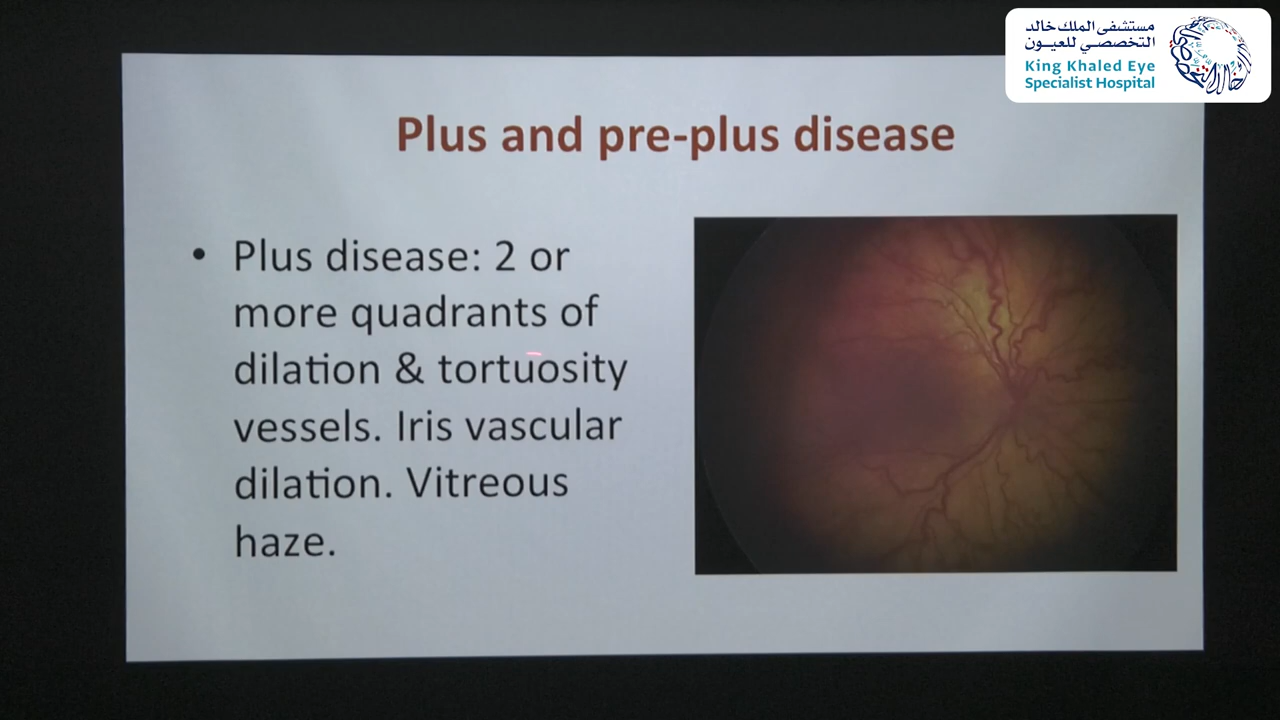 مستشفى الملك خالد
التخصصي للعيون
King Khaled Eye
Specialist Hospital
Plus and pre-plus disease
• Plus disease: 2 or
more quadrants of
dilation & tortuosity
vessels. Iris vascular
dilation. Vitreous
haze.